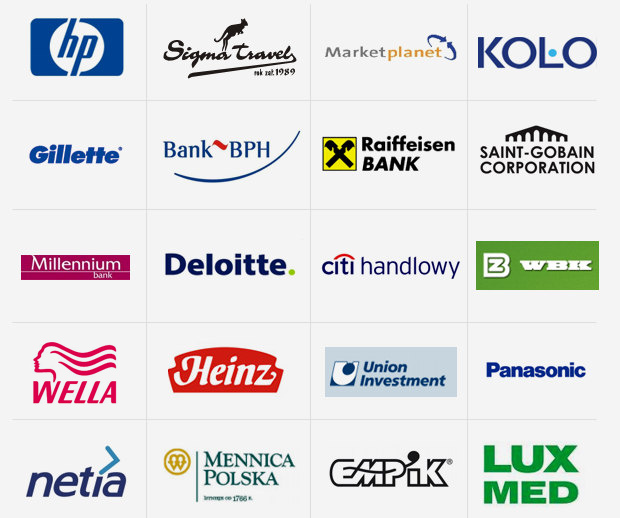 hp
Sigma Travel
rok zał. 1989
Marketplanet
KOŁO
Gillette®
Bank BPH
Raiffeisen
BANK
SAINT-GOBAIN
CORPORATION
Millennium
bank
Deloitte.
citi handlowy
WBK
WELLA
Heinz
Union
Investment
Panasonic
netia
MENNICA
POLSKA
EMPiK®
LUX
MED